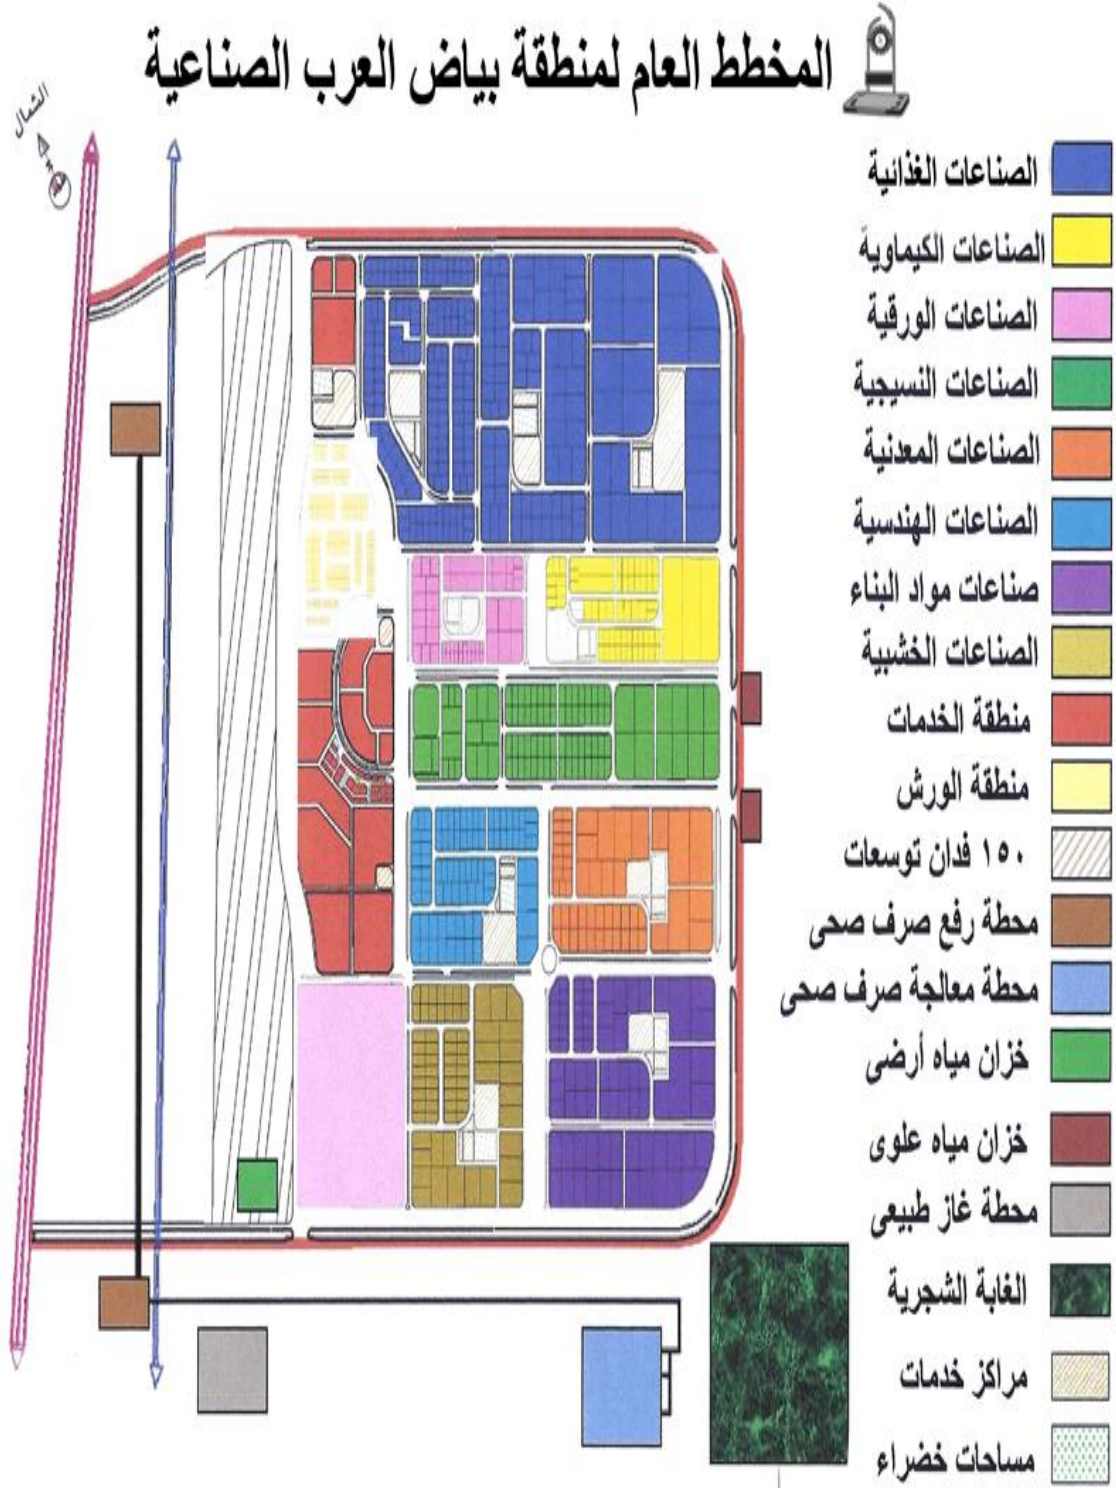 المخطط العام لمنطقة بياض العرب الصناعية
الشمال
الصناعات الغذائية
الصناعات الكيماوية
الصناعات الورقية
الصناعات النسيجية
الصناعات المعدنية
الصناعات الهندسية
صناعات مواد البناء
الصناعات الخشبية
منطقة الخدمات
منطقة الورش
١٥٠ فدان توسعات
محطة رفع صرف صحى
محطة معالجة صرف صحى
خزان مياه أرضى
خزان مياه علوى
محطة غاز طبيعى
الغابة الشجرية
مراكز خدمات
مساحات خضراء